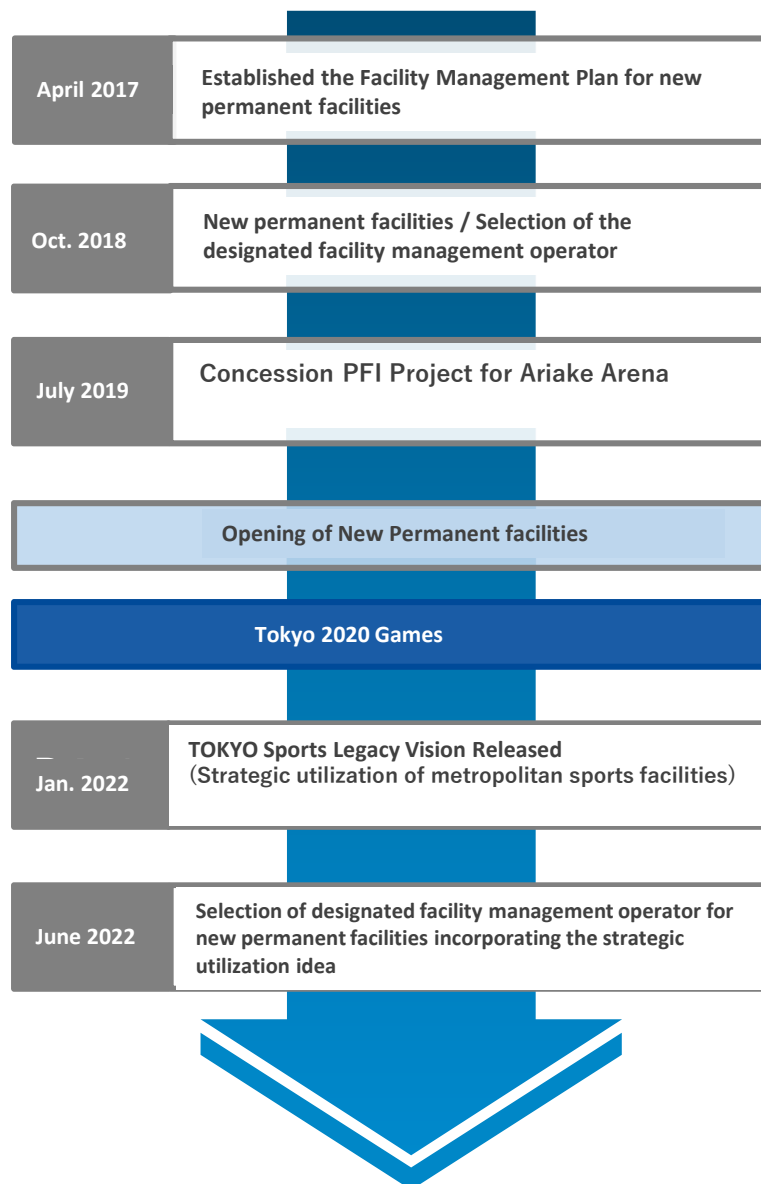 April 2017
Established the Facility Management Plan for new
permanent facilities
Oct. 2018
New permanent facilities / Selection of the
designated facility management operator
July 2019
Concession PFI Project for Ariake Arena
Opening of New Permanent facilities
Tokyo 2020 Games
Jan. 2022
TOKYO Sports Legacy Vision Released
(Strategic utilization of metropolitan sports facilities)
June 2022
Selection of designated facility management operator for
new permanent facilities incorporating the strategic
utilization idea